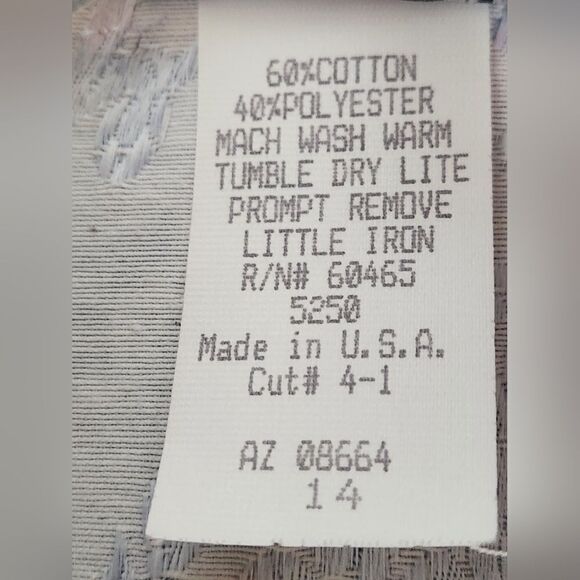 60%COTTON
40%POLYESTER
MACH WASH WARM
TUMBLE DRY LITE
PROMPT REMOVE
LITTLE IRON
R/N# 60465
5250
Made in U.S.A.
Cut# 4-1
AZ 08664
14